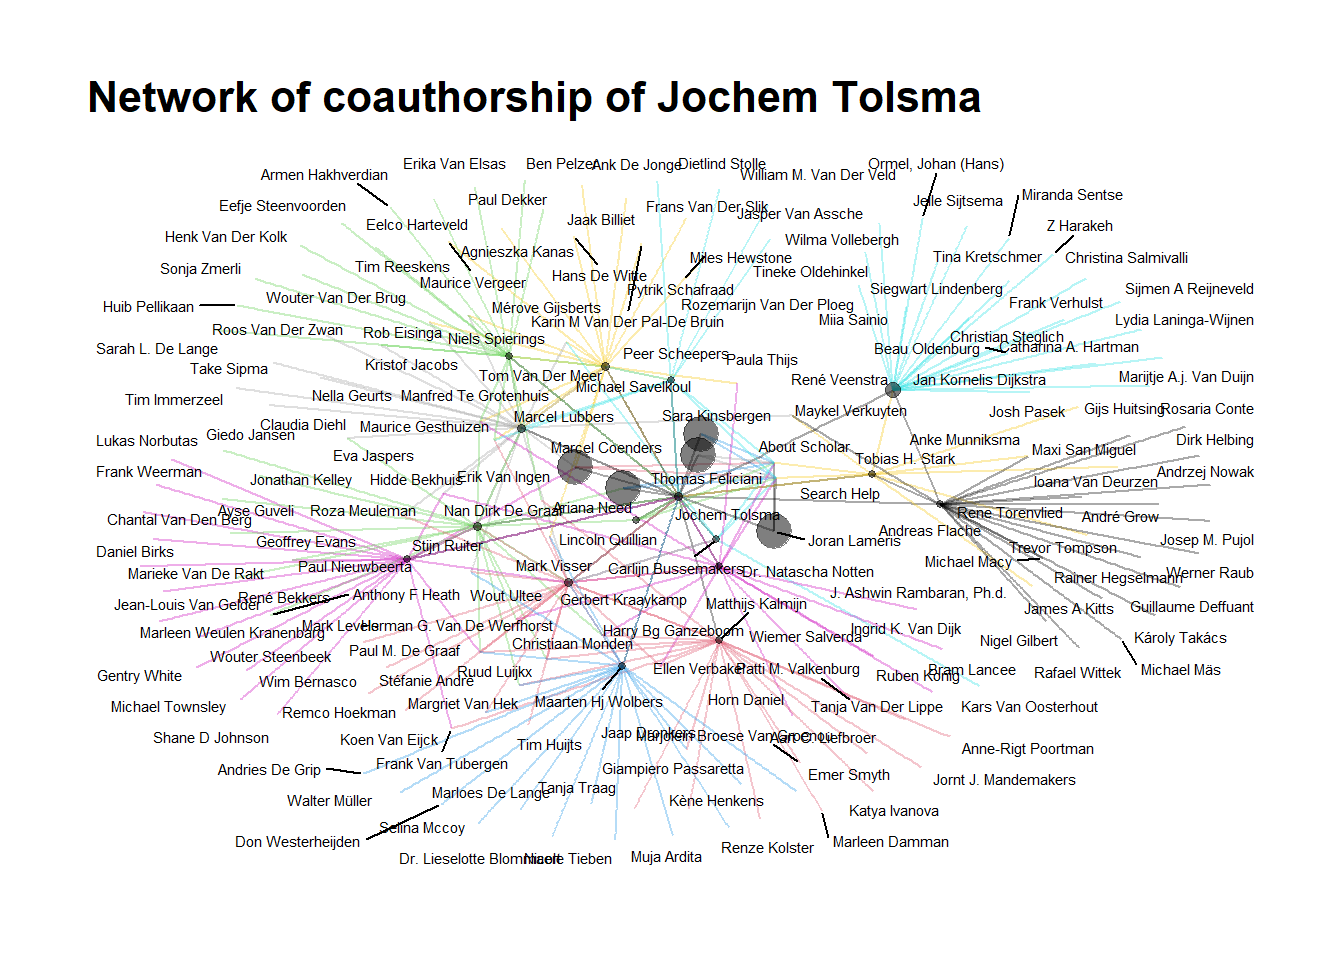 Network of coauthorship of Jochem Tolsma
Erika Van Elsas
Ben Pelzer
Ank De Jonge
Dietlind Stolle
Ormel, Johan (Hans)
Armen Hakhverdian
William M. Van Der Veld
Miranda Sentse
Paul Dekker
Jelle Sijtsema
Eefje Steenvoorden
Frans Van Der Slik
Jasper Van Assche
Jaak Billiet
Eelco Harteveld
Z Harakeh
Henk Van Der Kolk
Wilma Vollebergh
Agnieszka Kanas
Miles Hewstone
Tina Kretschmer
Christina Salmivalli
Sonja Zmerli
Tim Reeskens
Hans De Witte
Tineke Oldehinkel
Maurice Vergeer
Pytrik Schafraad
Siegwart Lindenberg
Sijmen A Reijneveld
Wouter Van Der Brug
Huib Pellikaan
Mérove Gijsberts
Rozemarijn Van Der Ploeg
Frank Verhulst
Karin M Van Der Pal-De Bruin
Miia Sainio
Lydia Laninga-Wijnen
Roos Van Der Zwan
Rob Eisinga
Niels Spierings
Christian Steglich
Sarah L. De Lange
Peer Scheepers
Beau Oldenburg
Catharina A. Hartman
Take Sipma
Kristof Jacobs
Paula Thijs
Tom Van Der Meer
Michael Savelkoul
René Veenstra
Jan Kornelis Dijkstra
Marijtje A.j. Van Duijn
Tim Immerzeel
Nella Geurts
Manfred Te Grotenhuis
Claudia Diehl
Maurice Gesthuizen
Marcel Lubbers
Sara Kinsbergen
Maykel Verkuyten
Josh Pasek
Gijs Huitsing
Rosaria Conte
Lukas Norbutas
Giedo Jansen
Marcel Coenders
About Scholar
Anke Munniksma
Maxi San Miguel
Dirk Helbing
Eva Jaspers
Tobias H. Stark
Frank Weerman
Jonathan Kelley
Hidde Bekhuis
Erik Van Ingen
Thomas Feliciani
Search Help
Ioana Van Deurzen
Andrzej Nowak
Chantal Van Den Berg
Ayse Guveli
Roza Meuleman
Nan Dirk De Graaf
Ariana Need
Jochem Tolsma
Rene Torenvlied
André Grow
Andreas Flache
Daniel Birks
Geoffrey Evans
Stijn Ruiter
Lincoln Quillian
Joran Lameris
Trevor Tompson
Josep M. Pujol
Marieke Van De Rakt
Paul Nieuwbeerta
Mark Visser
Carlijn Bussemakers
Dr. Natascha Notten
Michael Macy
Rainer Hegselmann
Werner Raub
Jean-Louis Van Gelder
René Bekkers
Anthony F Heath
Wout Ultee
Gerbert Kraaykamp
Matthijs Kalmijn
J. Ashwin Rambaran, Ph.d.
James A Kitts
Guillaume Deffuant
Marleen Weulen Kranenbarg
Mark Levels
Herman G. Van De Werfhorst
Harry Bg Ganzeboom
Wiemer Salverda
Ingrid K. Van Dijk
Nigel Gilbert
Károly Takács
Wouter Steenbeek
Paul M. De Graaf
Christiaan Monden
Gentry White
Wim Bernasco
Stéfanie André
Ruud Luijkx
Ellen Verbakel
Patti M. Valkenburg
Ruben Konig
Bram Lancee
Rafael Wittek
Michael Mäs
Michael Townsley
Remco Hoekman
Margriet Van Hek
Maarten Hj Wolbers
Horn Daniel
Tanja Van Der Lippe
Kars Van Oosterhout
Shane D Johnson
Koen Van Eijck
Tim Huijts
Jaap Dronkers
Marjolein Broese Van Groenou
Aart C. Liefbroer
Anne-Rigt Poortman
Andries De Grip
Frank Van Tubergen
Giampiero Passaretta
Emer Smyth
Jornt J. Mandemakers
Walter Müller
Marloes De Lange
Tanja Traag
Kène Henkens
Katya Ivanova
Don Westerheijden
Selina Mccoy
Renze Kolster
Marleen Damman
Dr. Lieselotte Blommaert
Nicole Tieben
Muja Ardita